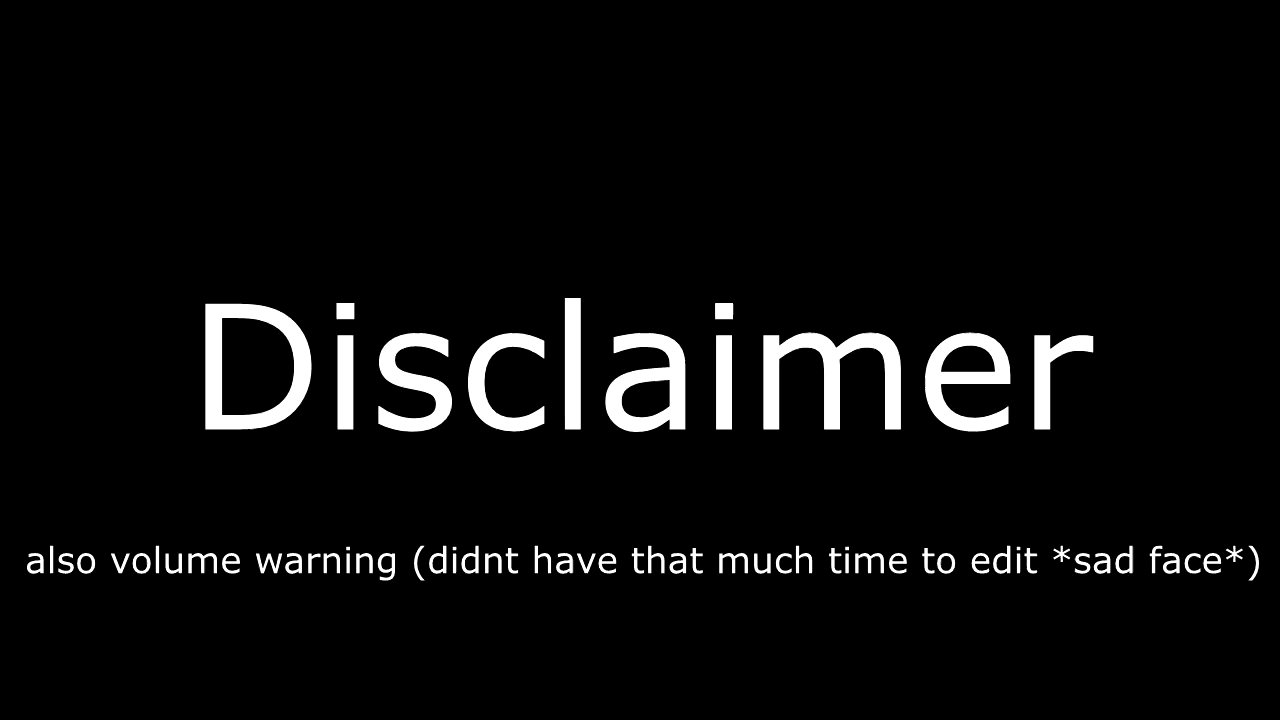 Disclaimer
also volume warning (didnt have that much time to edit *sad face*)